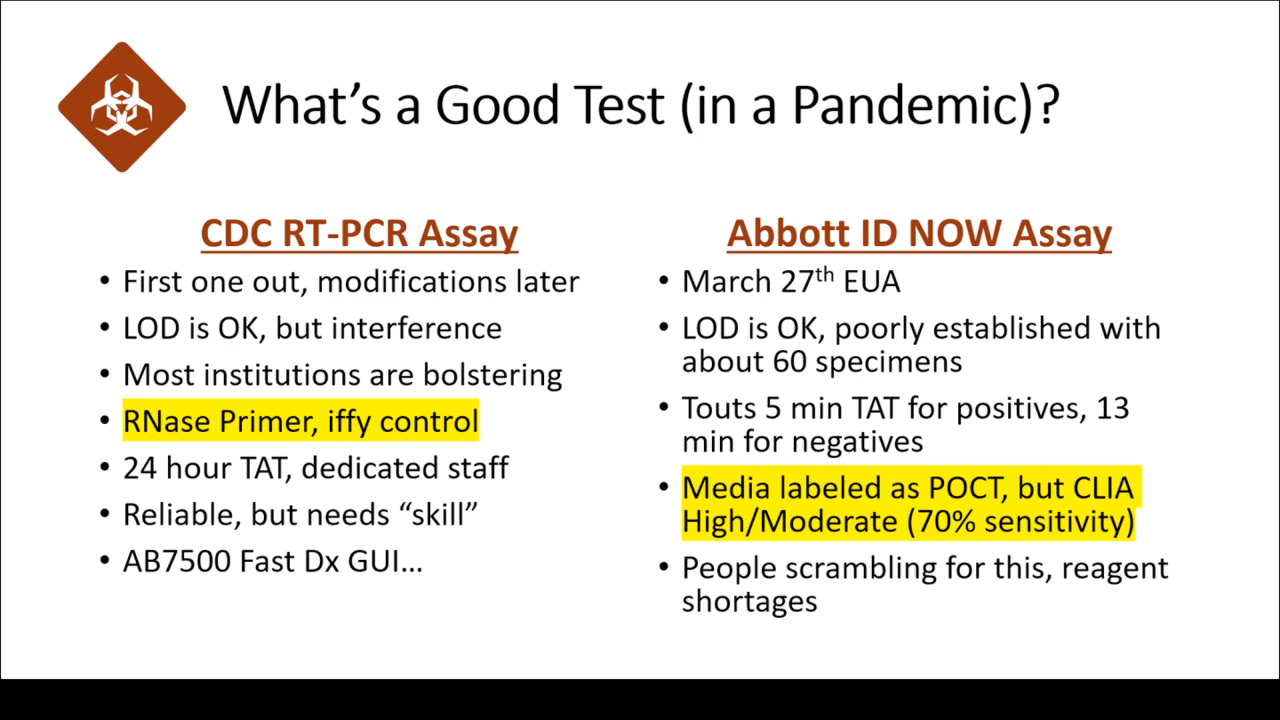 What's a Good Test (in a Pandemic)?
CDC RT-PCR Assay
• First one out, modifications later
• LOD is OK, but interference
• Most institutions are bolstering
• RNase Primer, iffy control
• 24 hour TAT, dedicated staff
• Reliable, but needs “skill”
• AB7500 Fast Dx GUI…
Abbott ID NOW Assay
• March 27th EUA
• LOD is OK, poorly established with
about 60 specimens
• Touts 5 min TAT for positives, 13
min for negatives
• Media labeled as POCT, but CLIA
High/Moderate (70% sensitivity)
• People scrambling for this, reagent
shortages